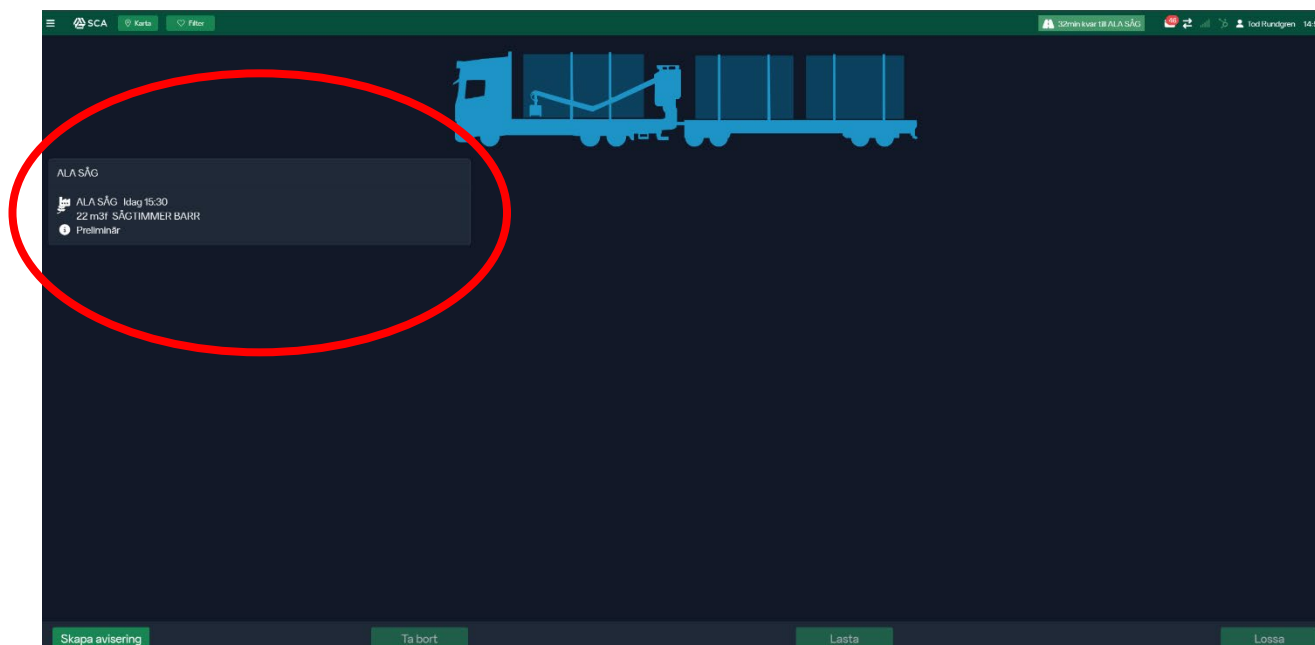 SCA Karta Filter 32min kvar till ALA SÅG 46 Tod Rundgren
ALA SÅG
ALA SÅG Idag 15:30
22 m3f SÅGTIMMER BARR
Preliminär
Skapa avisering Ta bort Lasta Lossa